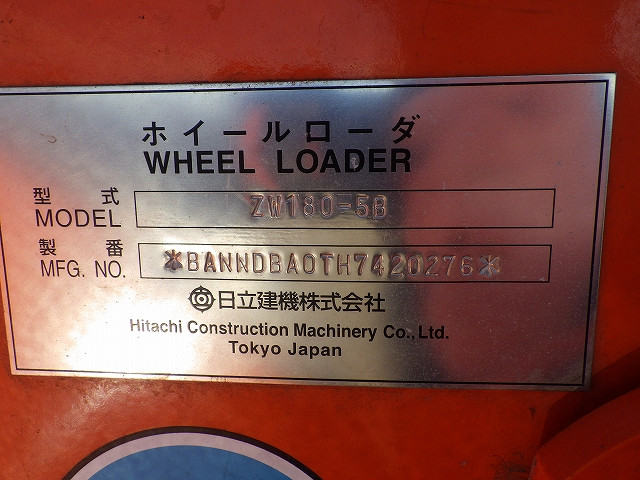 ホイールローダ
WHEEL LOADER
型式
MODEL ZW180-5B
製番
MFG. NO. *BANNDBA0TH7420276*
日立建機株式会社
Hitachi Construction Machinery Co., Ltd.
Tokyo Japan